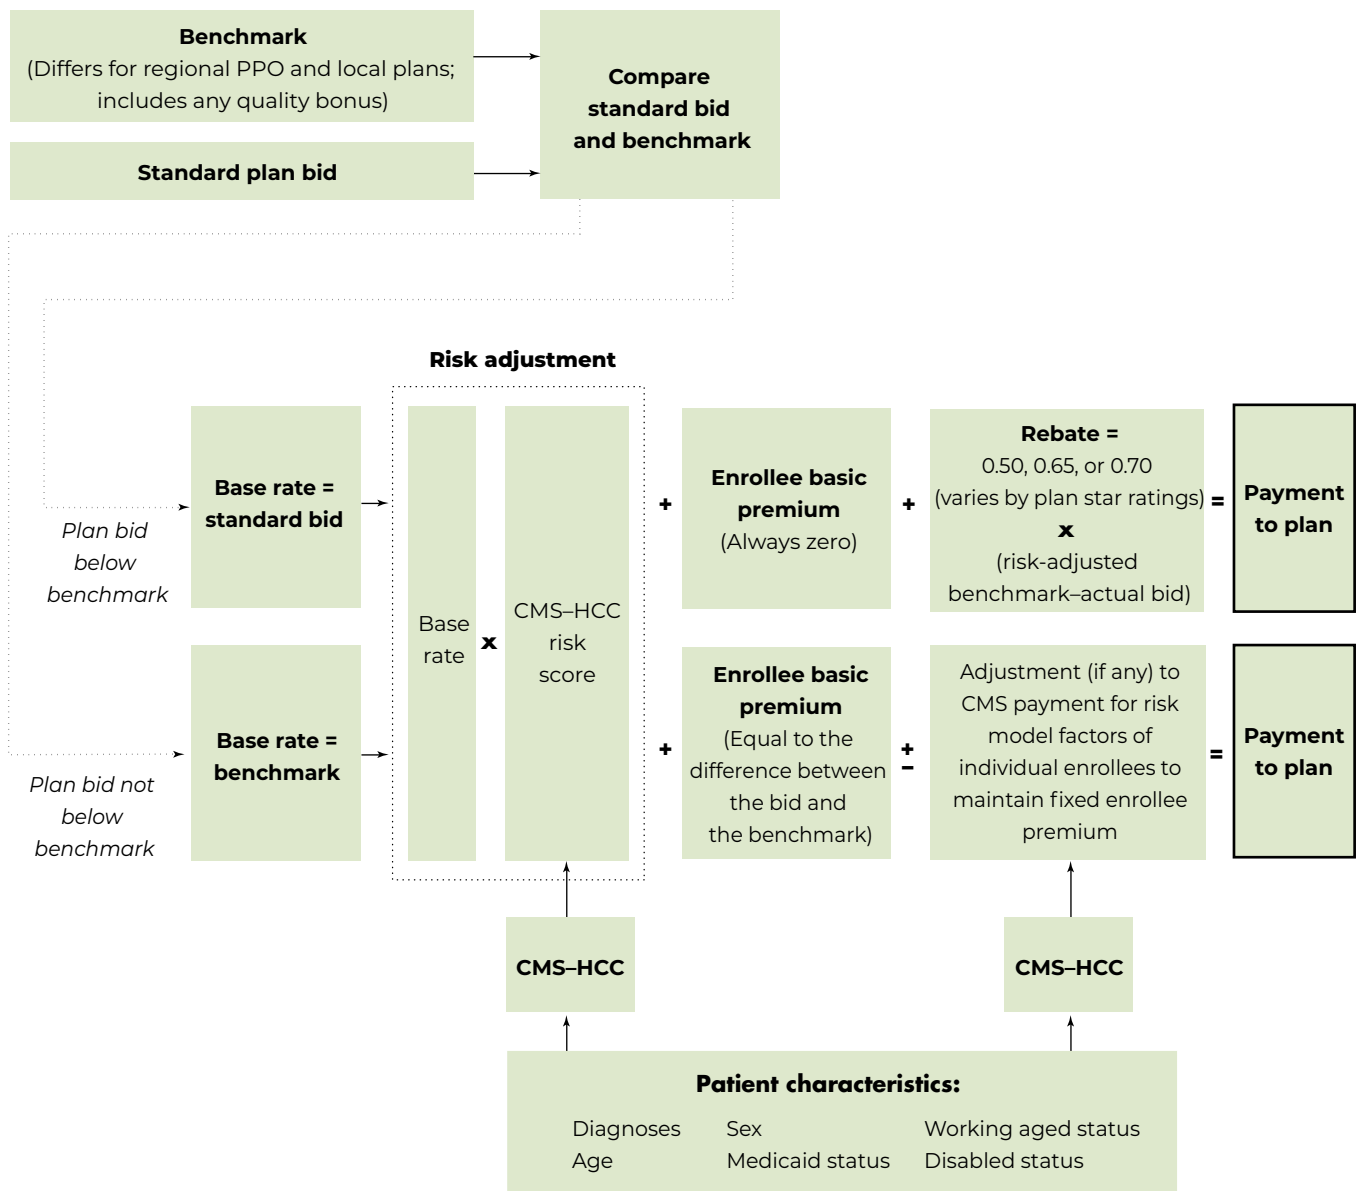 Benchmark
(Differs for regional PPO and local plans;
includes any quality bonus)
Standard plan bid
Compare
standard bid
and benchmark
Risk adjustment
Plan bid
below
benchmark
Base rate =
standard bid
Plan bid not
below
benchmark
Base rate =
benchmark
Base
rate
x
CMS–HCC
risk
score
+
Enrollee basic
premium
(Always zero)
+
Rebate =
0.50, 0.65, or 0.70
(varies by plan star ratings)
x
(risk-adjusted
benchmark–actual bid)
=
Payment
to plan
+
Enrollee basic
premium
(Equal to the
difference between
the bid and
the benchmark)
+
–
Adjustment (if any) to
CMS payment for risk
model factors of
individual enrollees to
maintain fixed enrollee
premium
=
Payment
to plan
CMS–HCC
CMS–HCC
Patient characteristics:
Diagnoses Sex Working aged status
Age Medicaid status Disabled status